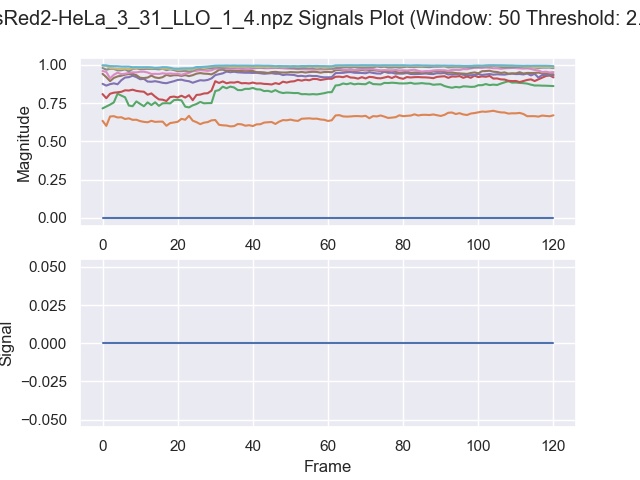 sRed2-HeLa_3_31_LLO_1_4.npz Signals Plot (Window: 50 Threshold: 2.
1.00
0.75
0.50
0.25
0.00
Magnitude
0 20 40 60 80 100 120
0.050
0.025
0.000
−0.025
−0.050
Signal
0 20 40 60 80 100 120
Frame